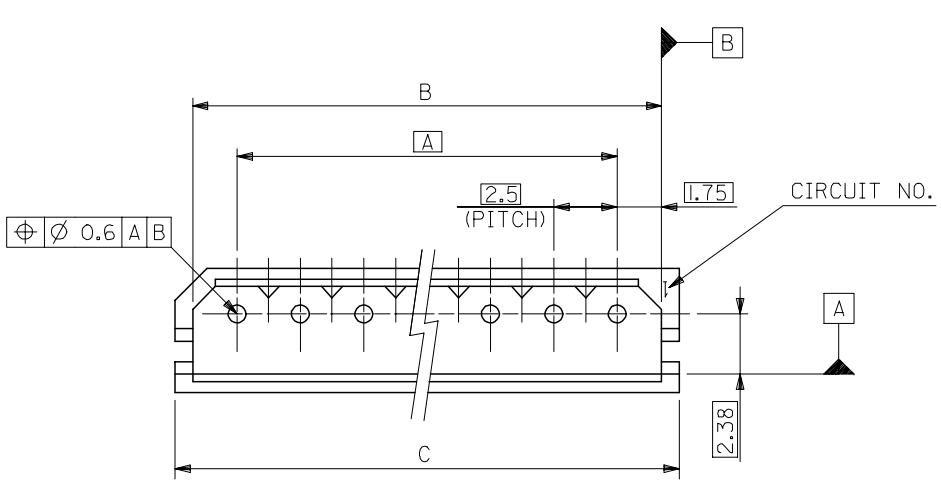 B
B
A
2.5
(PITCH)
1.75
CIRCUIT NO.
⌖ Ø 0.6 A B
A
2.38
C